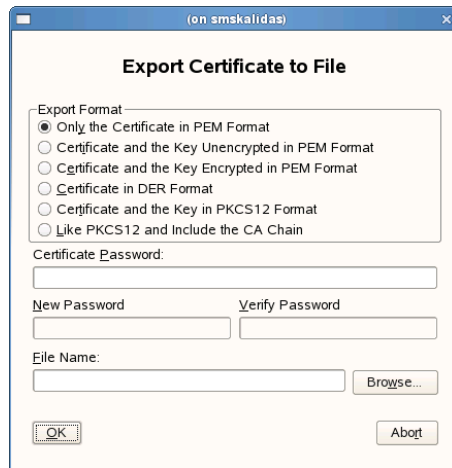 (on smskalidas)
Export Certificate to File
Export Format
Only the Certificate in PEM Format
Certificate and the Key Unencrypted in PEM Format
Certificate and the Key Encrypted in PEM Format
Certificate in DER Format
Certificate and the Key in PKCS12 Format
Like PKCS12 and Include the CA Chain
Certificate Password:
New Password Verify Password
File Name:
Browse...
OK Abort